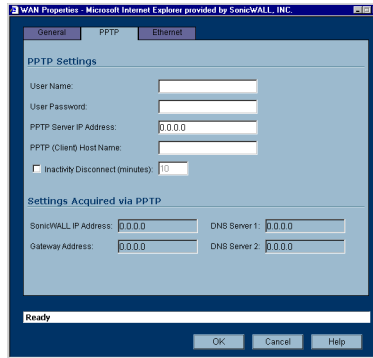 WAN Properties - Microsoft Internet Explorer provided by SonicWALL, INC.
General PPTP Ethernet
PPTP Settings
User Name:
User Password:
PPTP Server IP Address: 0.0.0.0
PPTP (Client) Host Name:
Inactivity Disconnect (minutes): 10
Settings Acquired via PPTP
SonicWALL IP Address: 0.0.0.0 DNS Server 1: 0.0.0.0
Gateway Address: 0.0.0.0 DNS Server 2: 0.0.0.0
Ready
OK Cancel Help